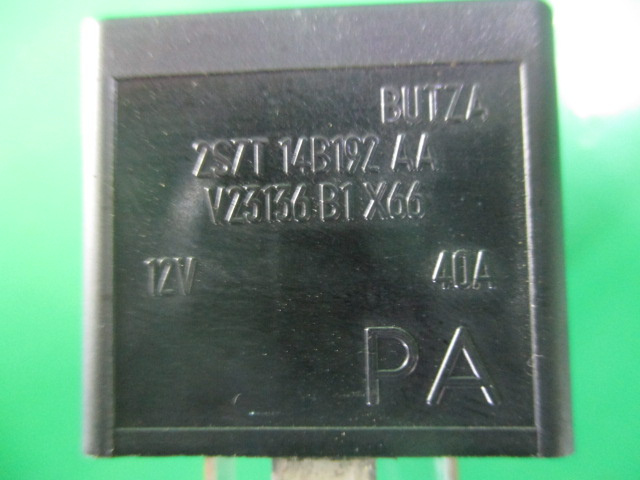 BUTZA
2S7T 14B192 AA
V23136 B1 X66
12V 40A
PA